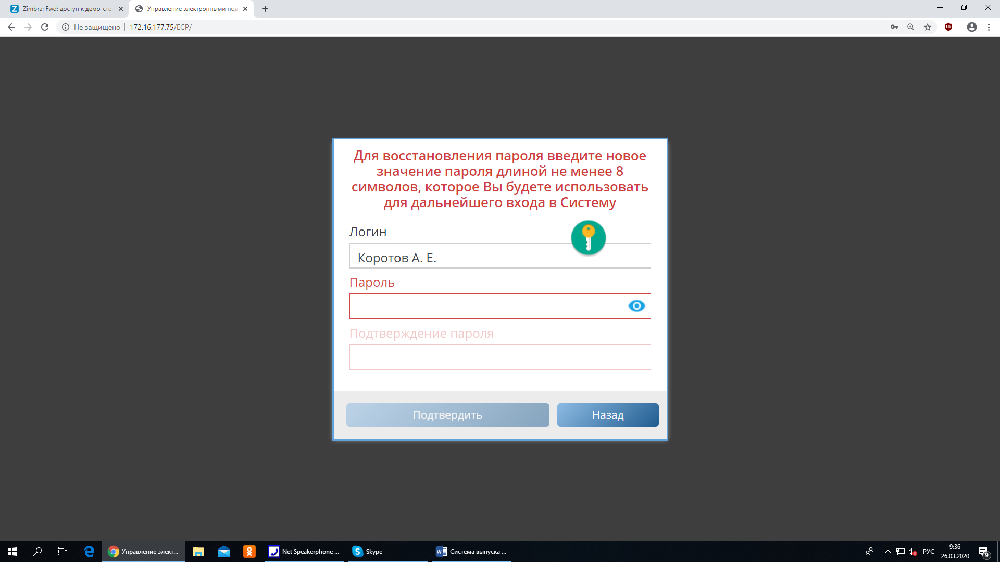 Zimbra: Fwd: доступ к демо-стен
Управление электронными под
Не защищено
172.16.177.75/ECP/
Для восстановления пароля введите новое
значение пароля длиной не менее 8
символов, которое Вы будете использовать
для дальнейшего входа в Систему
Логин
Коротов А. Е.
Пароль
Подтверждение пароля
Подтвердить
Назад
Управление элект...
Net Speakerphone ...
Skype
Система выпуска ...
РУС
9:36
26.03.2020
9